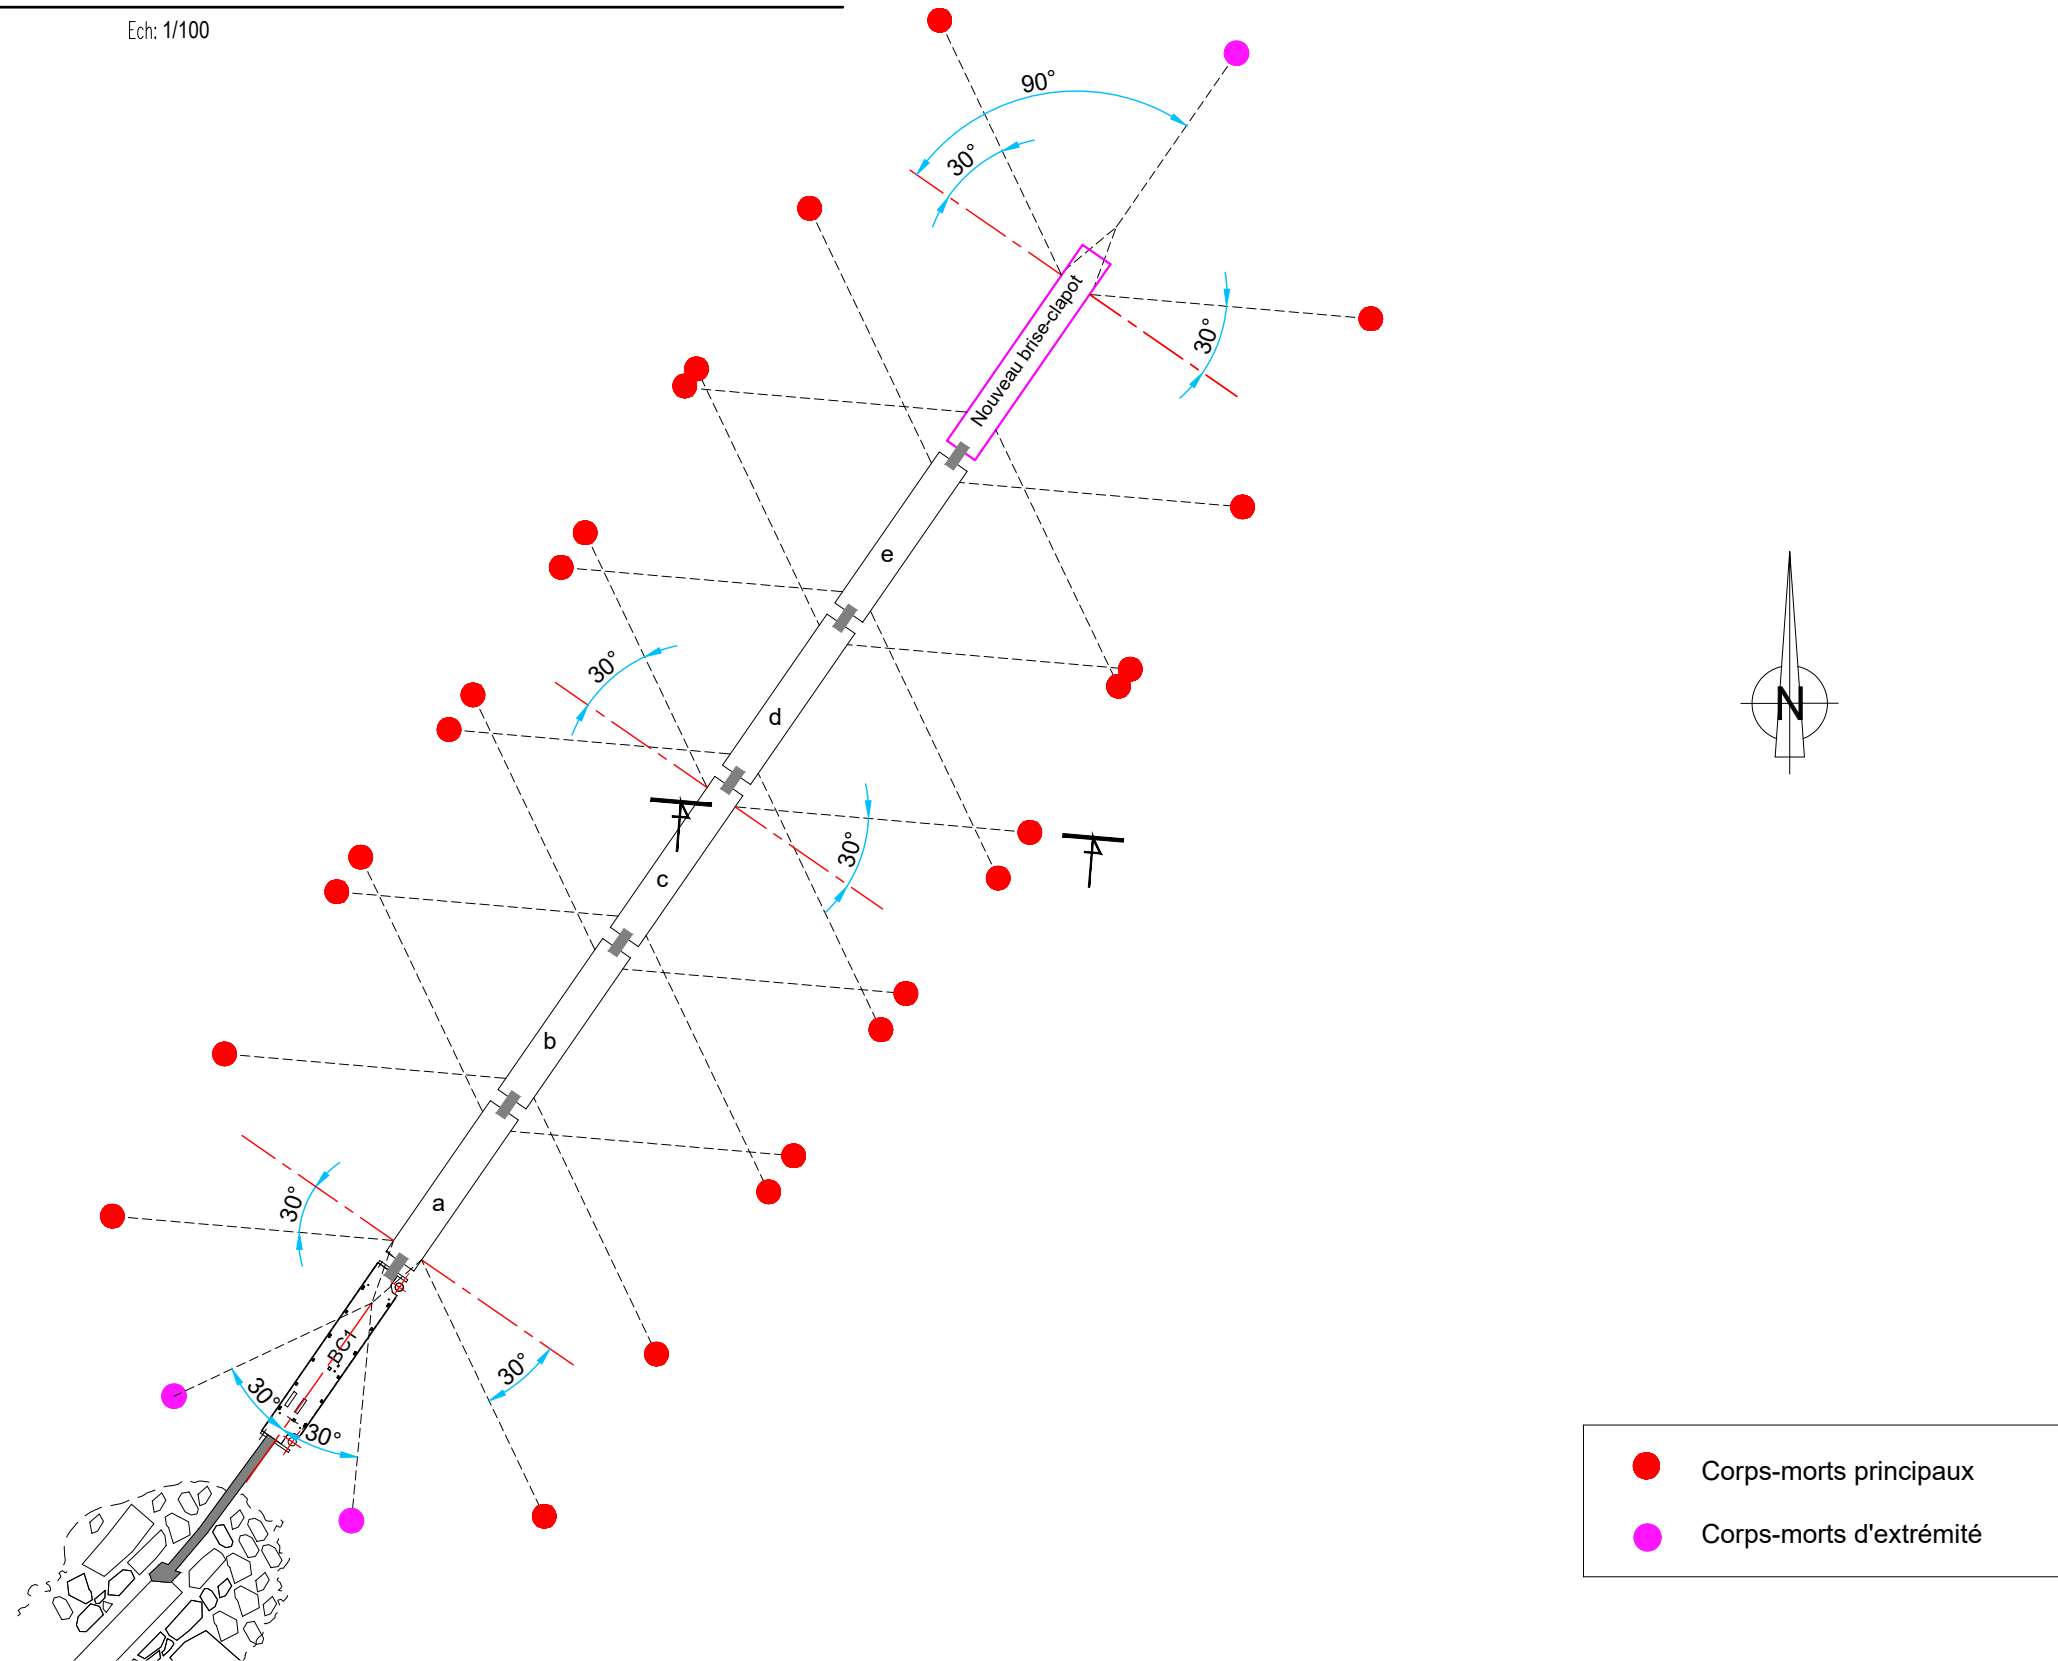 Ech: 1/100
90°
30°
30°
Nouveau brise-clapot
e
30°
d
N
30°
c
b
30°
a
30°
BC1
30°
30°
Corps-morts principaux
Corps-morts d'extrémité